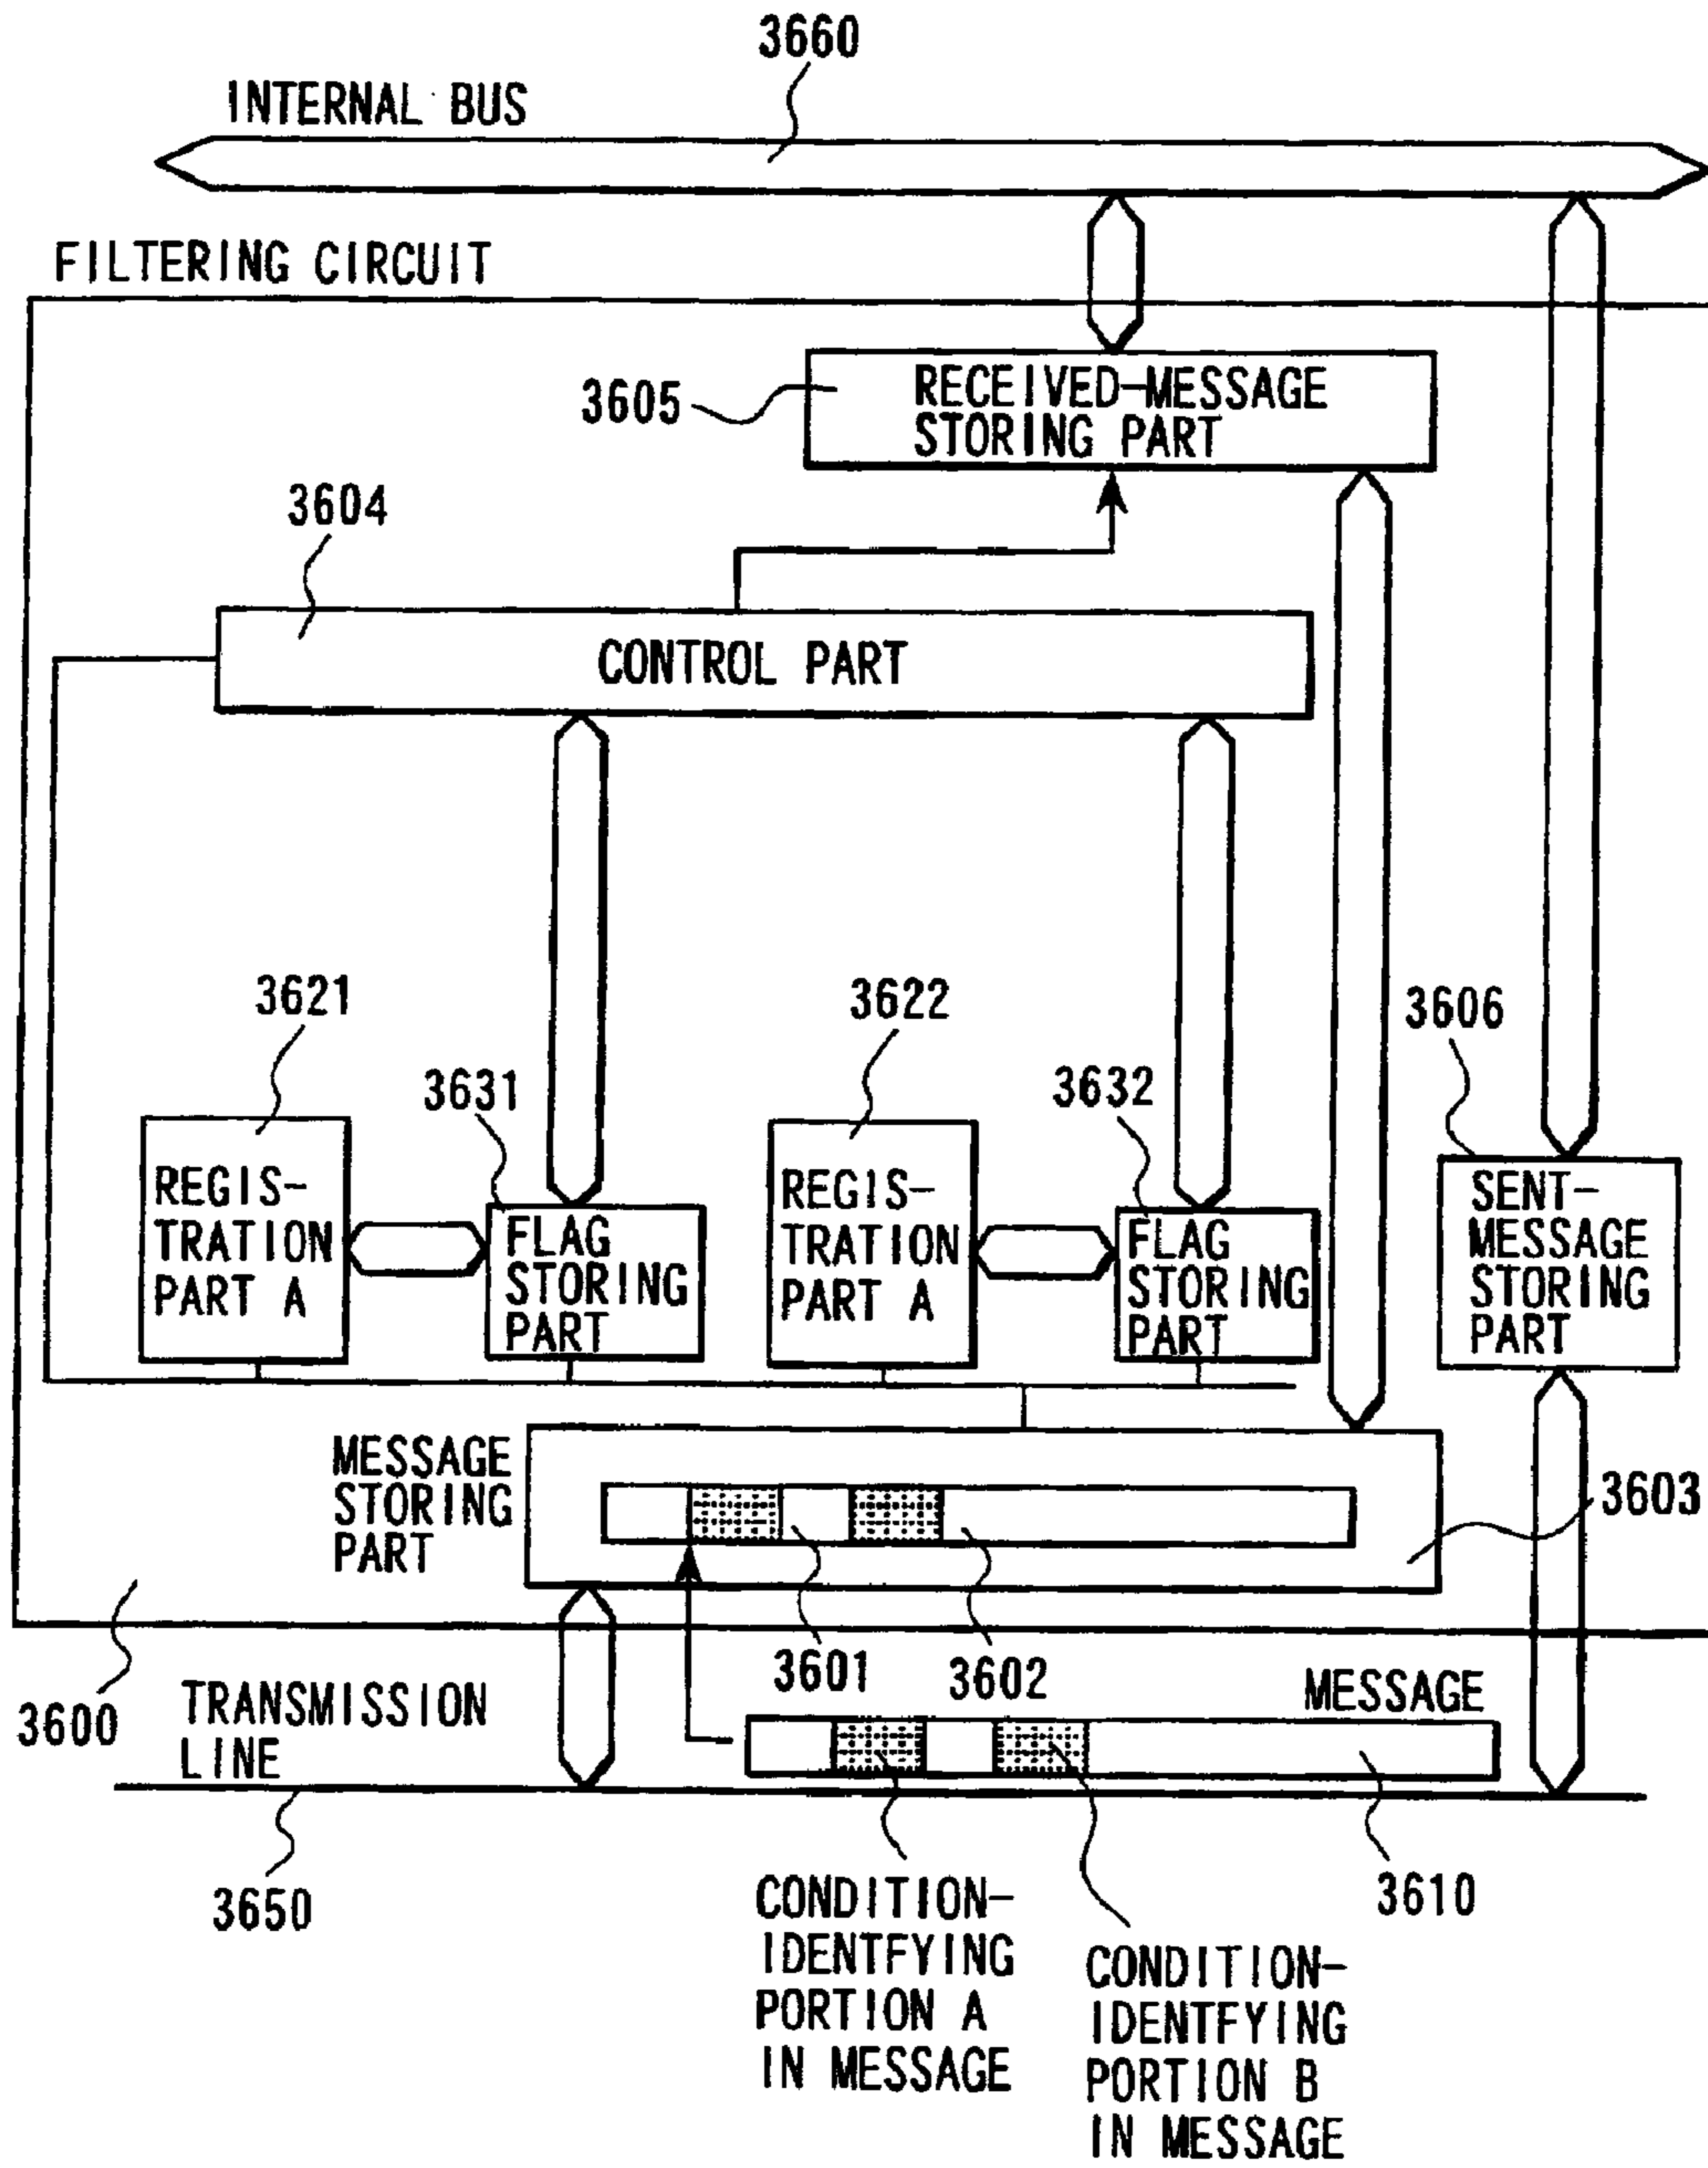 3660
INTERNAL BUS
FILTERING CIRCUIT
3605
RECEIVED-MESSAGE
STORING PART
3604
CONTROL PART
3621
3622
3606
3631
3632
REGIS-
TRATION
PART A
FLAG
STORING
PART
REGIS-
TRATION
PART A
FLAG
STORING
PART
SENT-
MESSAGE
STORING
PART
MESSAGE
STORING
PART
3603
3601
3602
MESSAGE
3600
TRANSMISSION
LINE
3650
3610
CONDITION-
IDENTFYING
PORTION A
IN MESSAGE
CONDITION-
IDENTFYING
PORTION B
IN MESSAGE